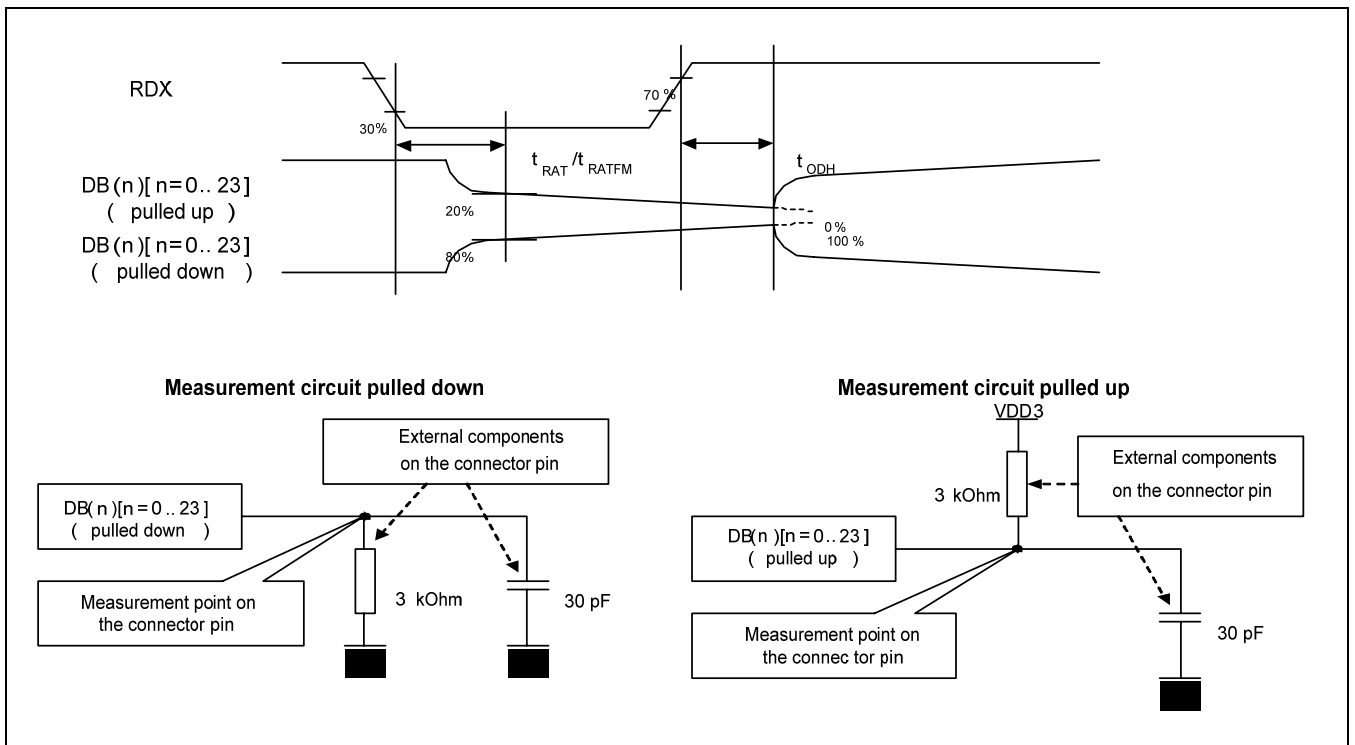 RDX
30%
70 %
t RAT /t RATFM
t ODH
DB(n)[n=0..23]
( pulled up )
20%
0 %
100 %
DB(n)[n=0..23]
( pulled down )
80%
Measurement circuit pulled down
External components
on the connector pin
DB(n)[n=0..23]
( pulled down )
Measurement point on
the connector pin
3 kOhm
30 pF
Measurement circuit pulled up
VDD3
External components
on the connector pin
3 kOhm
DB(n)[n=0..23]
( pulled up )
Measurement point on
the connec tor pin
30 pF